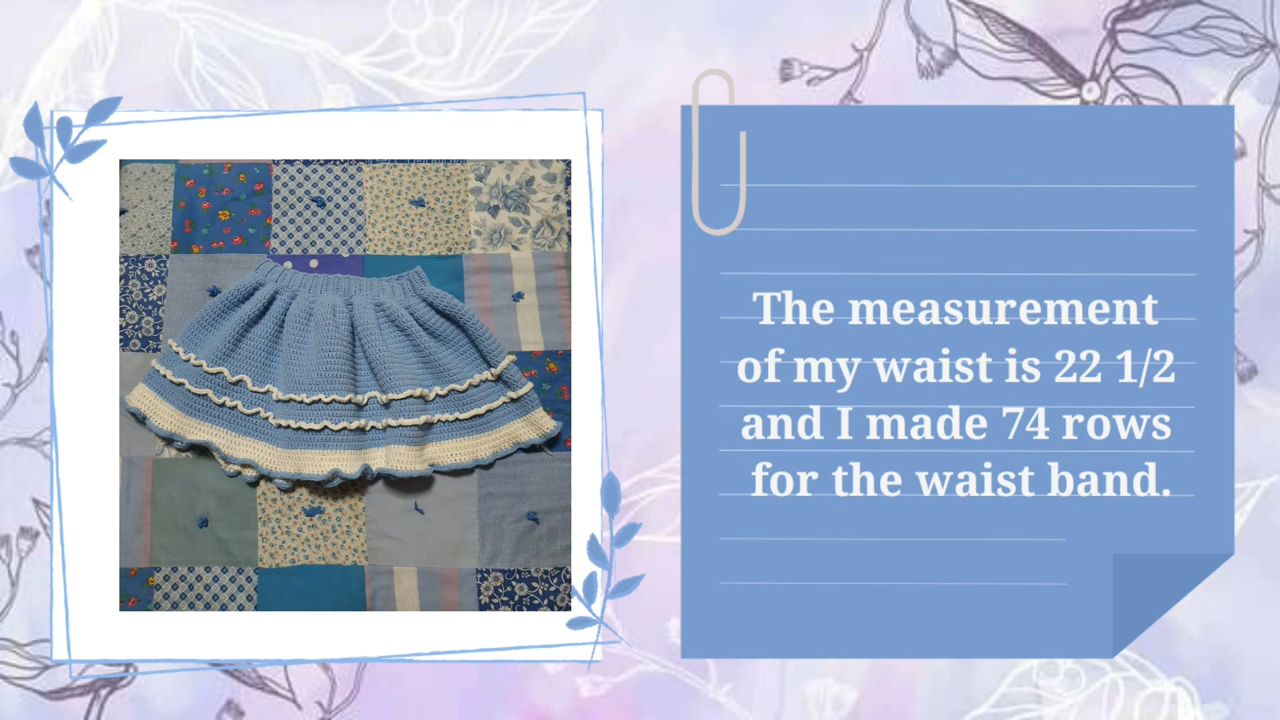 The measurement
of my waist is 22 1/2
and I made 74 rows
for the waist band.